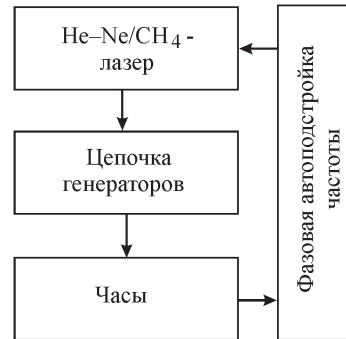 He–Ne/CH4 -
лазер
Цепочка
генераторов
Часы
Фазовая автоподстройка
частоты